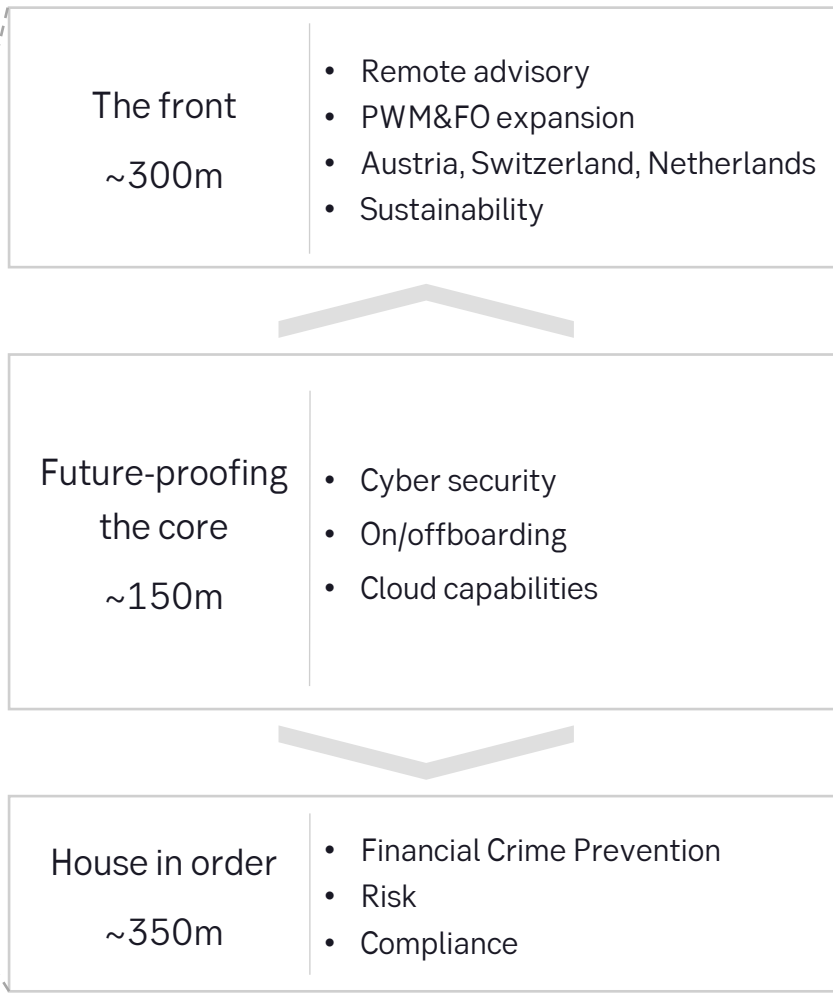 The front
~300m
• Remote advisory
• PWM&FO expansion
• Austria, Switzerland, Netherlands
• Sustainability
Future-proofing
the core
~150m
• Cyber security
• On/offboarding
• Cloud capabilities
House in order
~350m
• Financial Crime Prevention
• Risk
• Compliance